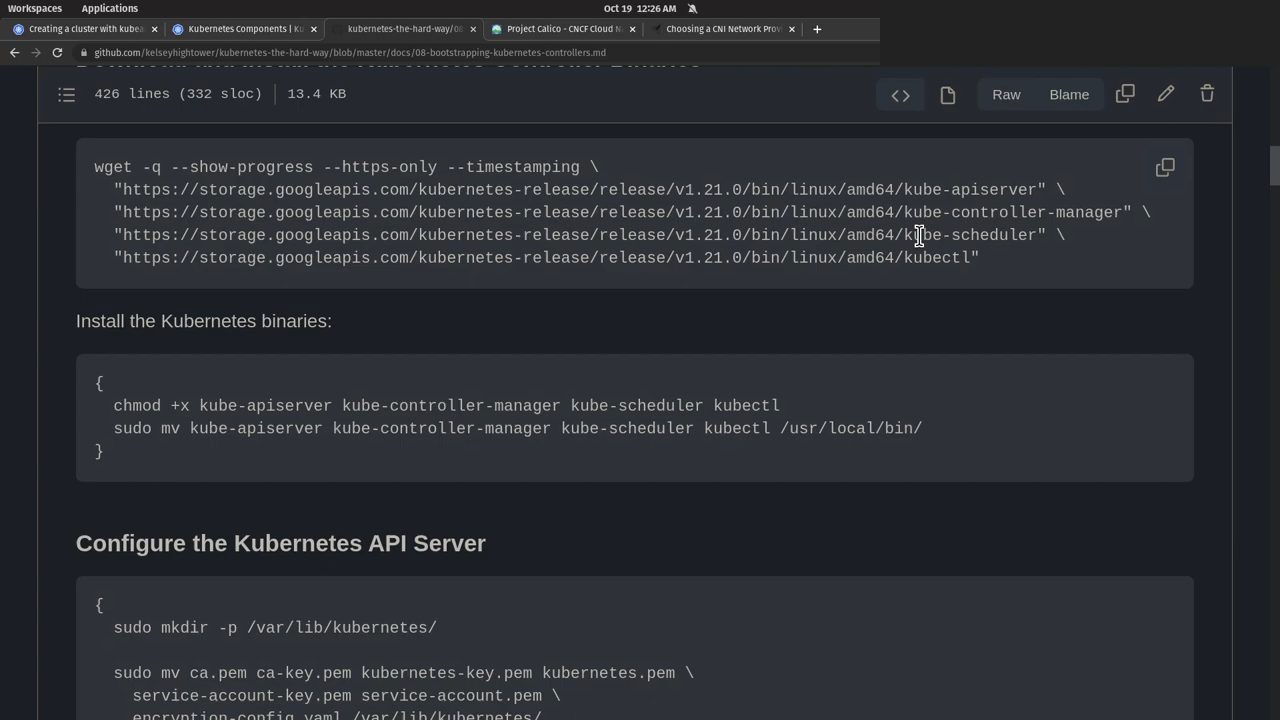 Workspaces Applications Oct 19 12:26 AM
Creating a cluster with kubea Kubernetes Components | Ku kubernetes-the-hard-way/08 Project Calico - CNCF Cloud N Choosing a CNI Network Prov
github.com/kelseyhightower/kubernetes-the-hard-way/blob/master/docs/08-bootstrapping-kubernetes-controllers.md
426 lines (332 sloc) 13.4 KB Raw Blame
wget -q --show-progress --https-only --timestamping \
"https://storage.googleapis.com/kubernetes-release/release/v1.21.0/bin/linux/amd64/kube-apiserver" \
"https://storage.googleapis.com/kubernetes-release/release/v1.21.0/bin/linux/amd64/kube-controller-manager" \
"https://storage.googleapis.com/kubernetes-release/release/v1.21.0/bin/linux/amd64/kube-scheduler" \
"https://storage.googleapis.com/kubernetes-release/release/v1.21.0/bin/linux/amd64/kubectl"
Install the Kubernetes binaries:
{
chmod +x kube-apiserver kube-controller-manager kube-scheduler kubectl
sudo mv kube-apiserver kube-controller-manager kube-scheduler kubectl /usr/local/bin/
}
Configure the Kubernetes API Server
{
sudo mkdir -p /var/lib/kubernetes/
sudo mv ca.pem ca-key.pem kubernetes-key.pem kubernetes.pem \
service-account-key.pem service-account.pem \
encryption-config.yaml /var/lib/kubernetes/